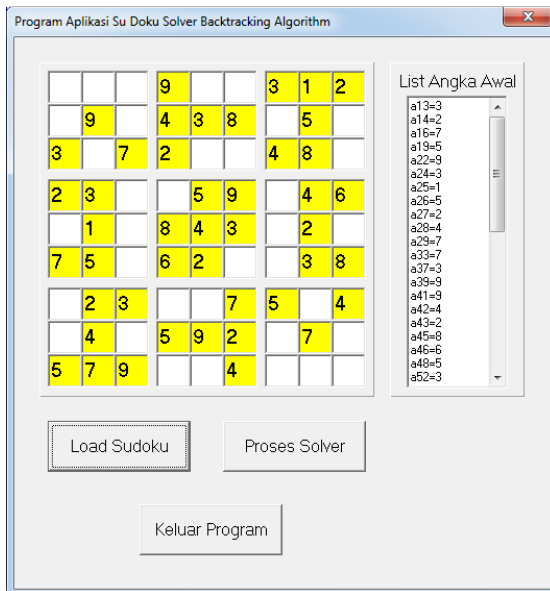 Program Aplikasi Su Doku Solver Backtracking Algorithm
9 3 1 2
9 4 3 8 5
3 7 2 4 8
2 3 5 9 4 6
1 8 4 3 2
7 5 6 2 3 8
2 3 7 5 4
4 5 9 2 7
5 7 9 4
List Angka Awal
a13=3
a14=2
a16=7
a19=5
a22=9
a24=3
a25=1
a26=5
a27=2
a28=4
a29=7
a33=7
a37=3
a39=9
a41=9
a42=4
a43=2
a45=8
a46=6
a48=5
a52=3
Load Sudoku
Proses Solver
Keluar Program